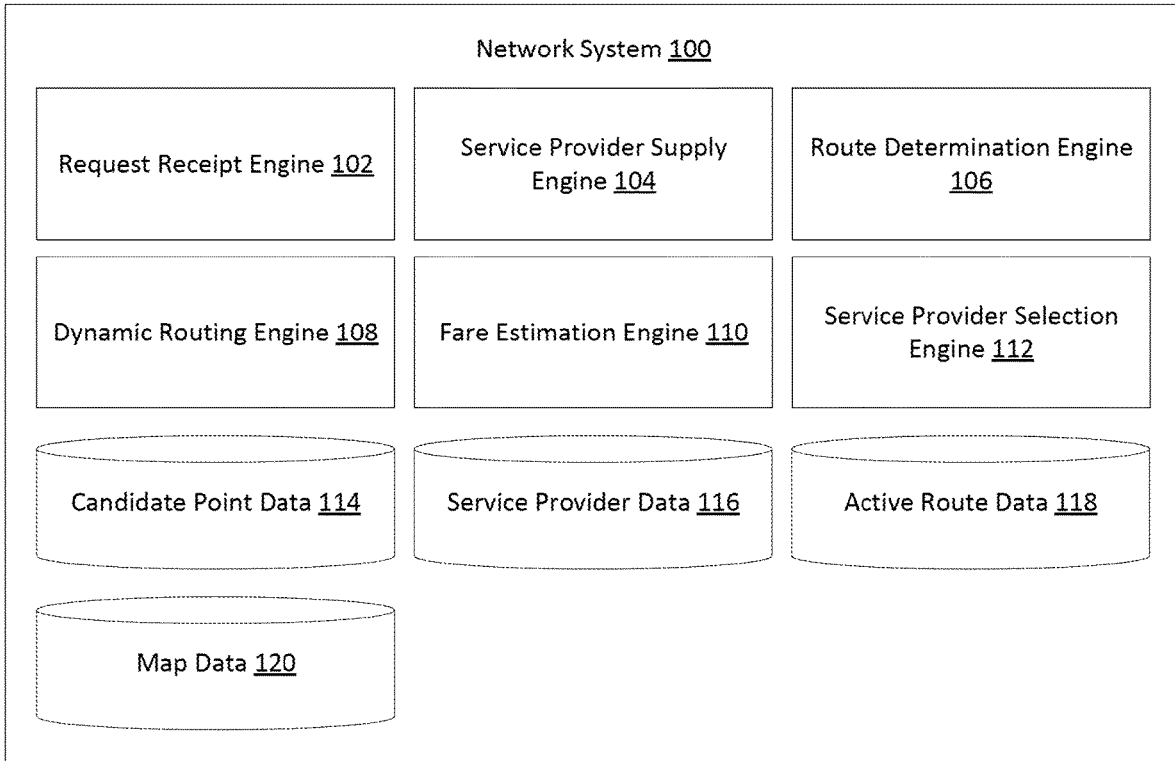 Network System 100
Request Receipt Engine 102
Service Provider Supply
Engine 104
Route Determination Engine
106
Dynamic Routing Engine 108
Fare Estimation Engine 110
Service Provider Selection
Engine 112
Candidate Point Data 114
Service Provider Data 116
Active Route Data 118
Map Data 120